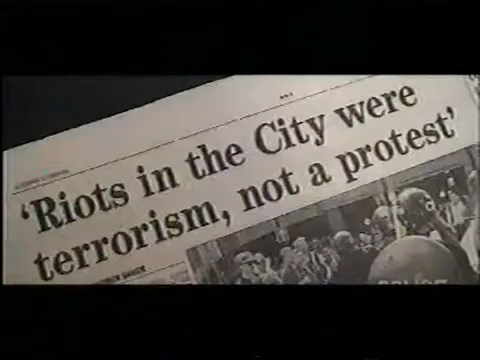 ‘Riots in the City were
terrorism, not a protest’
POLICE